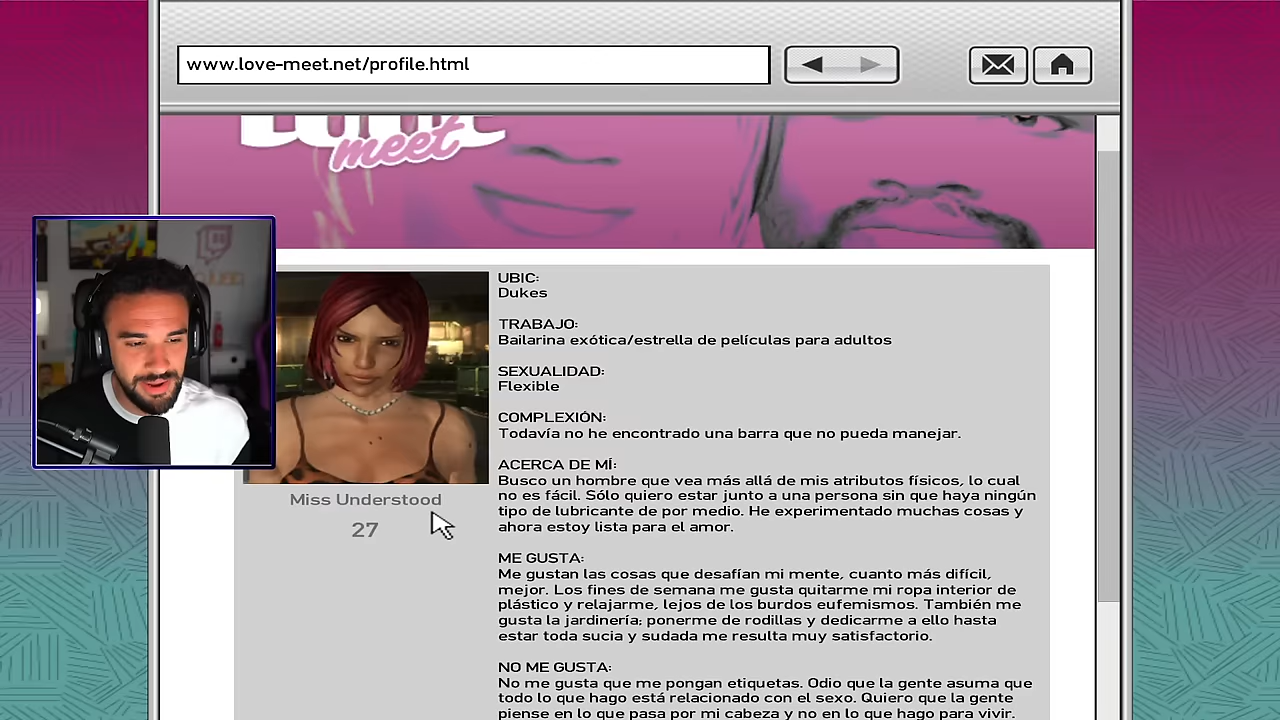 www.love-meet.net/profile.html
meet
UBIC:
Dukes
TRABAJO:
Bailarina exótica/estrella de películas para adultos
SEXUALIDAD:
Flexible
COMPLEXIÓN:
Todavía no he encontrado una barra que no pueda manejar.
ACERCA DE MÍ:
Busco un hombre que vea más allá de mis atributos físicos, lo cual
no es fácil. Sólo quiero estar junto a una persona sin que haya ningún
tipo de lubricante de por medio. He experimentado muchas cosas y
ahora estoy lista para el amor.
ME GUSTA:
Me gustan las cosas que desafían mi mente, cuanto más difícil,
mejor. Los fines de semana me gusta quitarme mi ropa interior de
plástico y relajarme, lejos de los burdos eufemismos. También me
gusta la jardinería; ponerme de rodillas y dedicarme a ello hasta
estar toda sucia y sudada me resulta muy satisfactorio.
NO ME GUSTA:
No me gusta que me pongan etiquetas. Odio que la gente asuma que
todo lo que hago está relacionado con el sexo. Quiero que la gente
piense en lo que pasa por mi cabeza y no en lo que hago para vivir.
Miss Understood
27